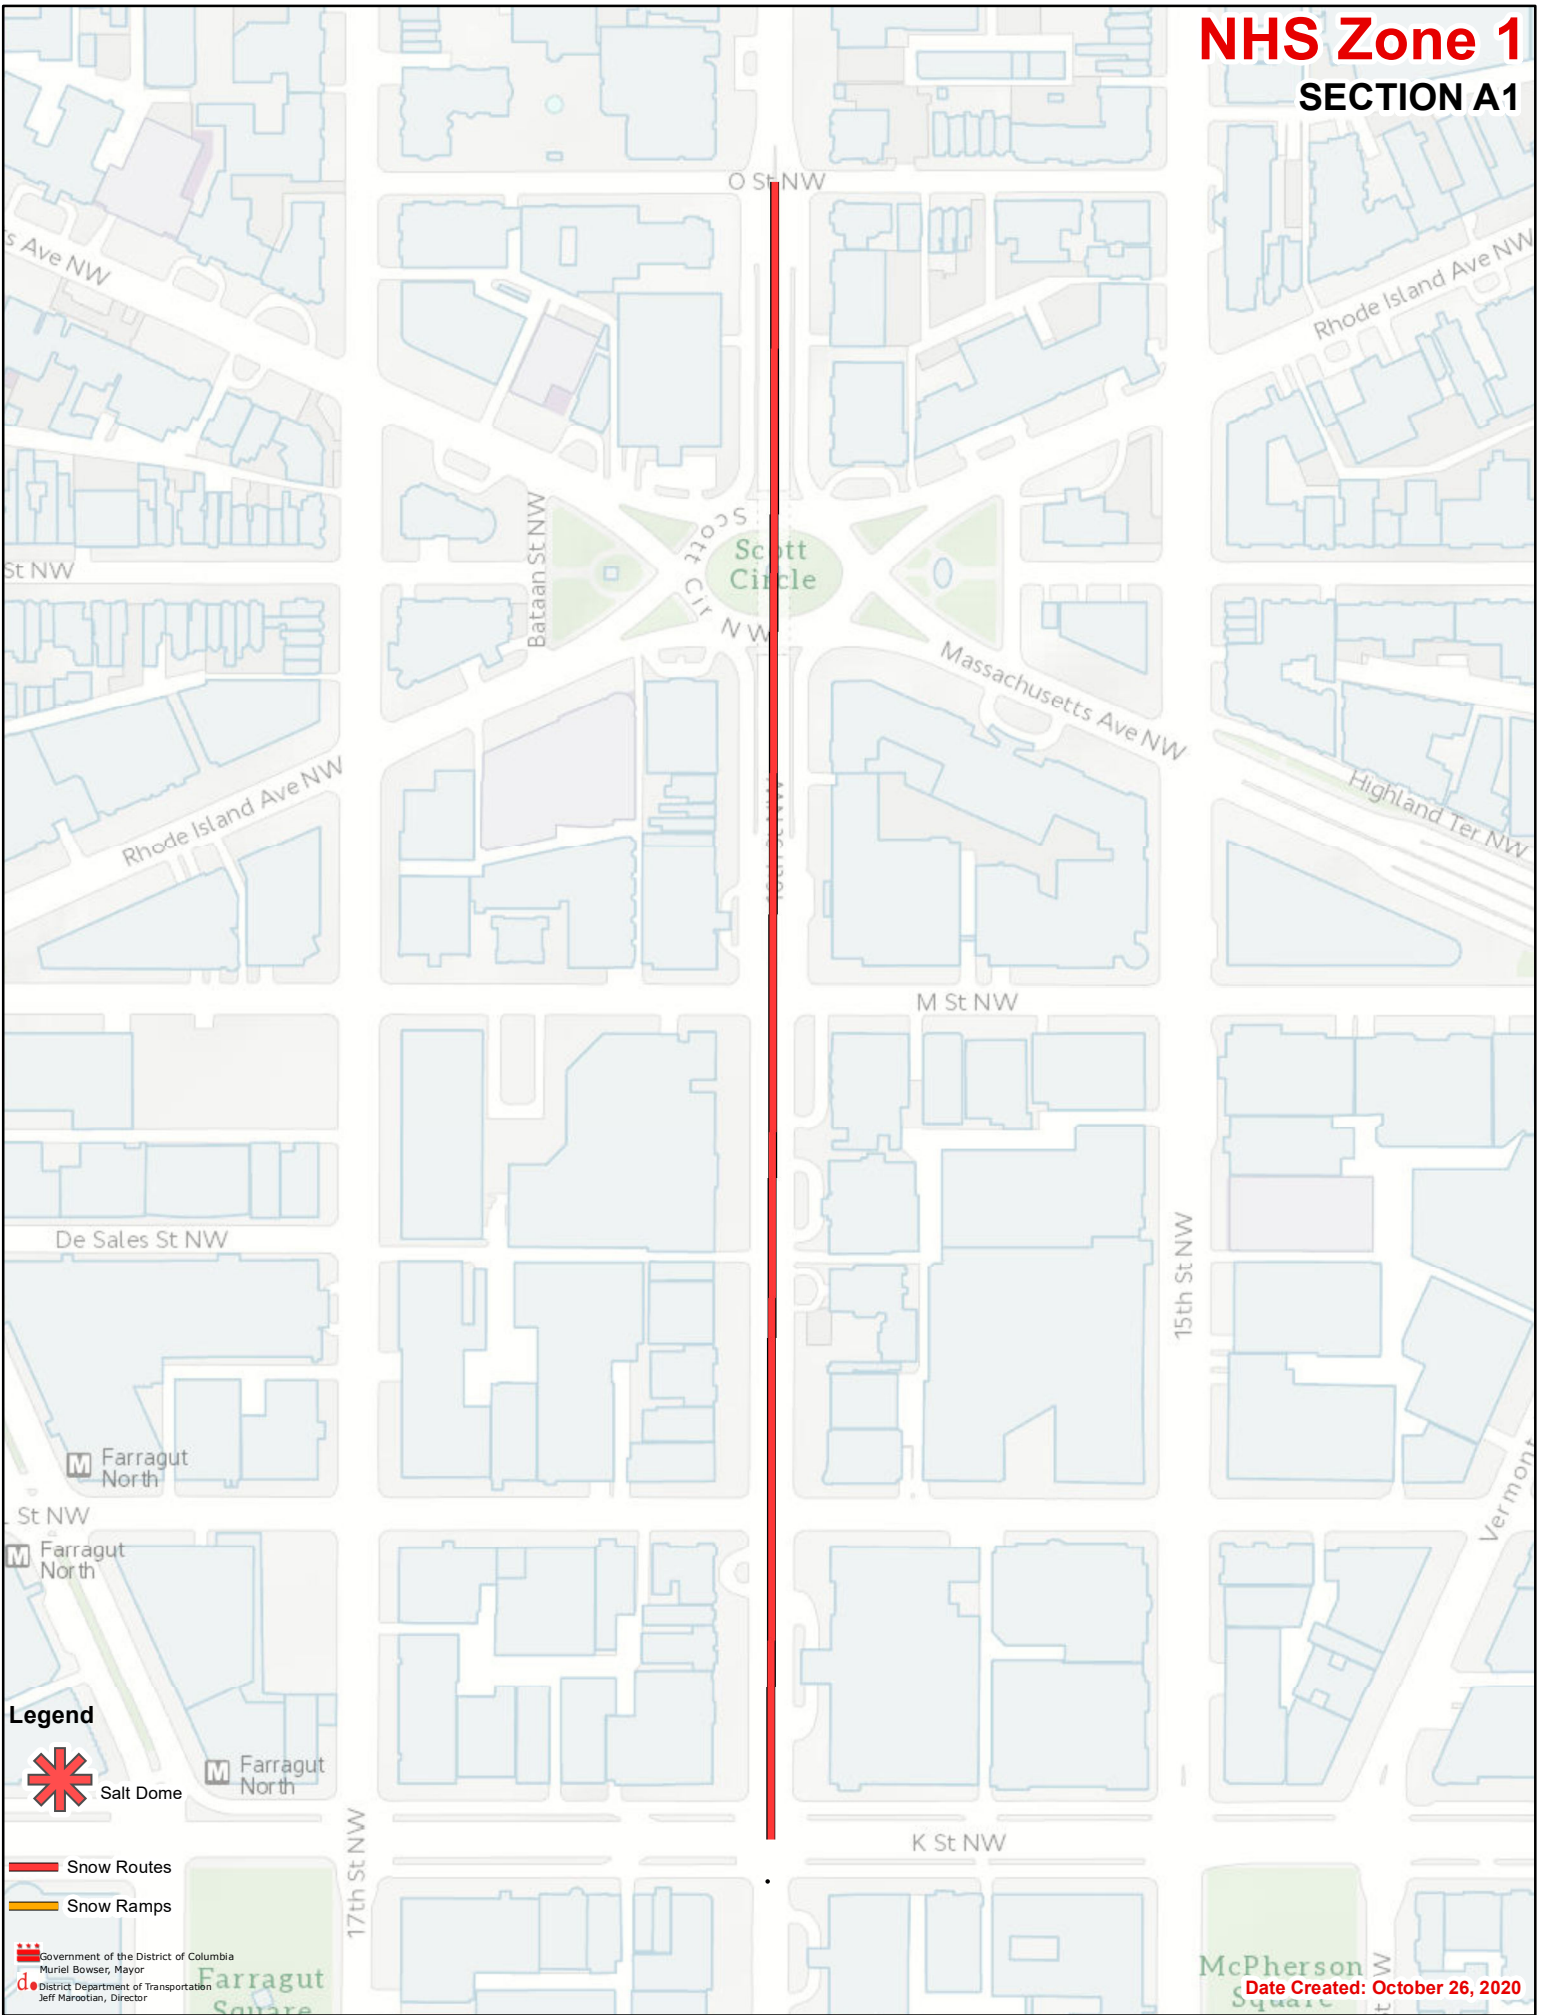 NHS Zone 1
SECTION A1
O St NW
s Ave NW
Rhode Island Ave NW
Bataan St NW
Scott Cir NW
Scott
Circle
St NW
Massachusetts Ave NW
Rhode Island Ave NW
Highland Ter NW
M St NW
De Sales St NW
15th St NW
Farragut
North
St NW
Farragut
North
Vermont
Legend
Salt Dome
Farragut
North
K St NW
17th St NW
Snow Routes
Snow Ramps
Government of the District of Columbia
Muriel Bowser, Mayor
d.
District Department of Transportation
Jeff Marootian, Director
Farragut
Square
McPherson
Square
Date Created: October 26, 2020